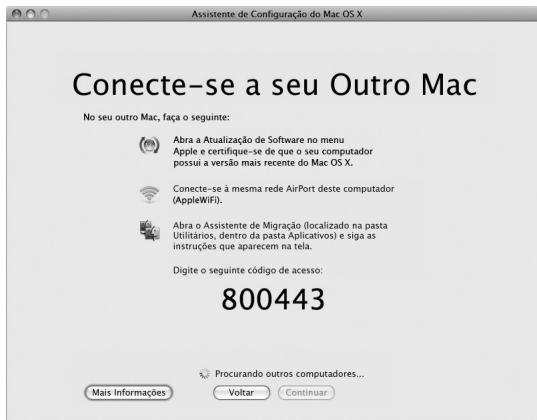 Assistente de Configuração do Mac OS X
Conecte-se a seu Outro Mac
No seu outro Mac, faça o seguinte:
Abra a Atualização de Software no menu
Apple e certifique-se de que o seu computador
possui a versão mais recente do Mac OS X.
Conecte-se à mesma rede AirPort deste computador
(AppleWiFi).
Abra o Assistente de Migração (localizado na pasta
Utilitários, dentro da pasta Aplicativos) e siga as
instruções que aparecem na tela.
Digite o seguinte código de acesso:
800443
Procurando outros computadores...
Mais Informações
Voltar
Continuar